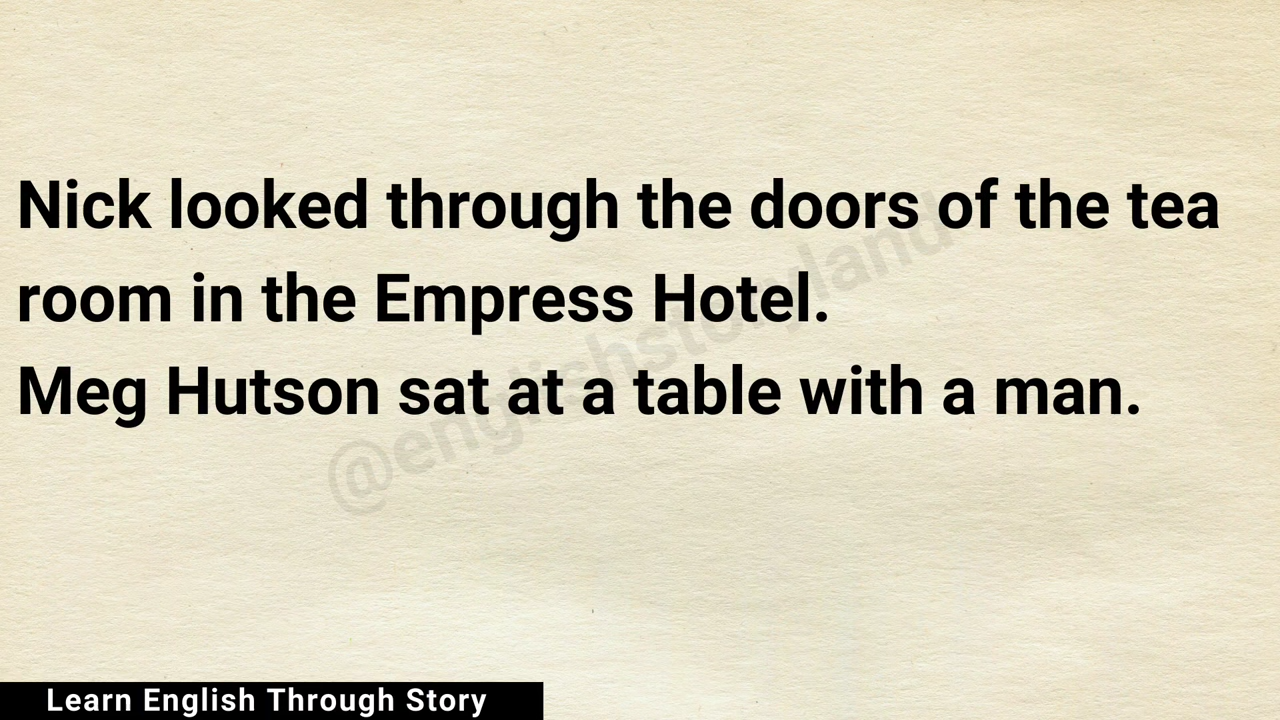 Nick looked through the doors of the tea
room in the Empress Hotel.
Meg Hutson sat at a table with a man.
@englishstoryland
Learn English Through Story